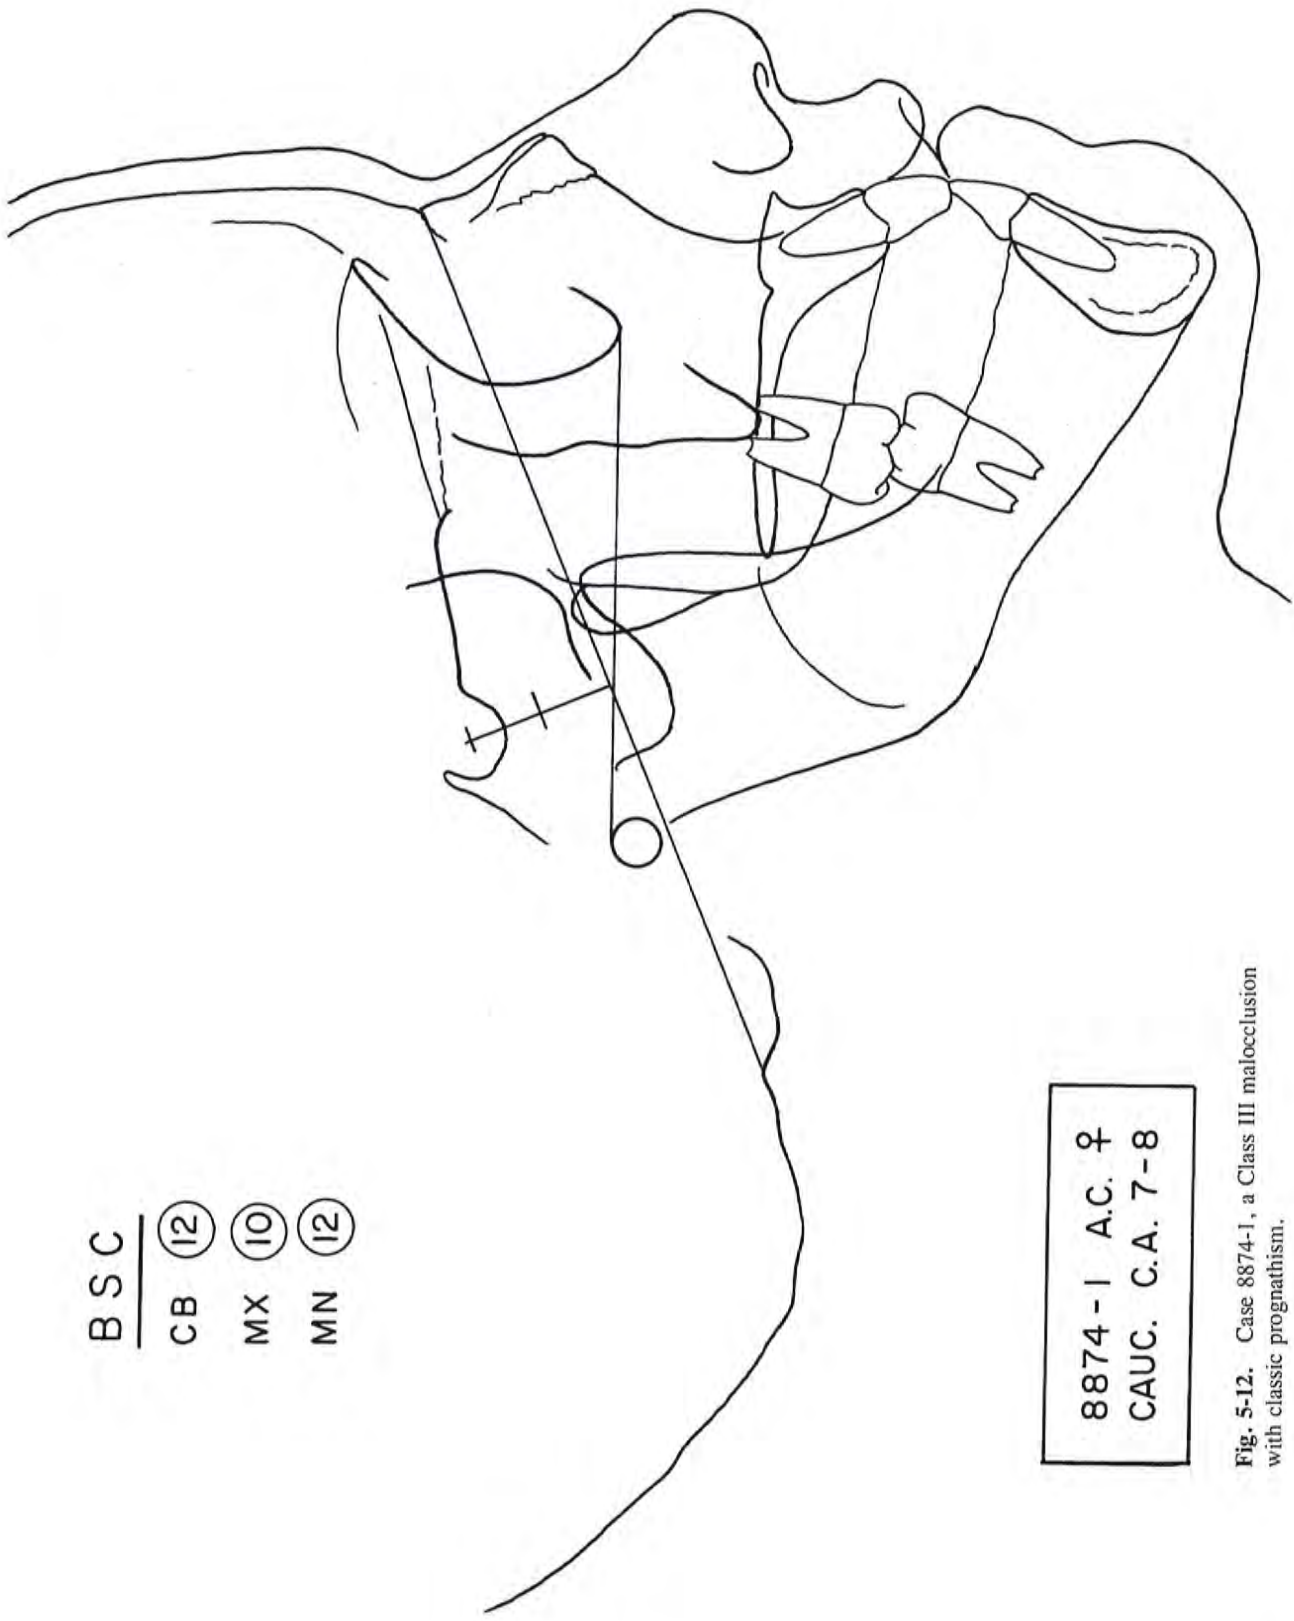 B S C
CB 12
MX 10
MN 12
8874-1 A.C. ♀
CAUC. C.A. 7-8
Fig. 5-12. Case 8874-1, a Class III malocclusion
with classic prognathism.